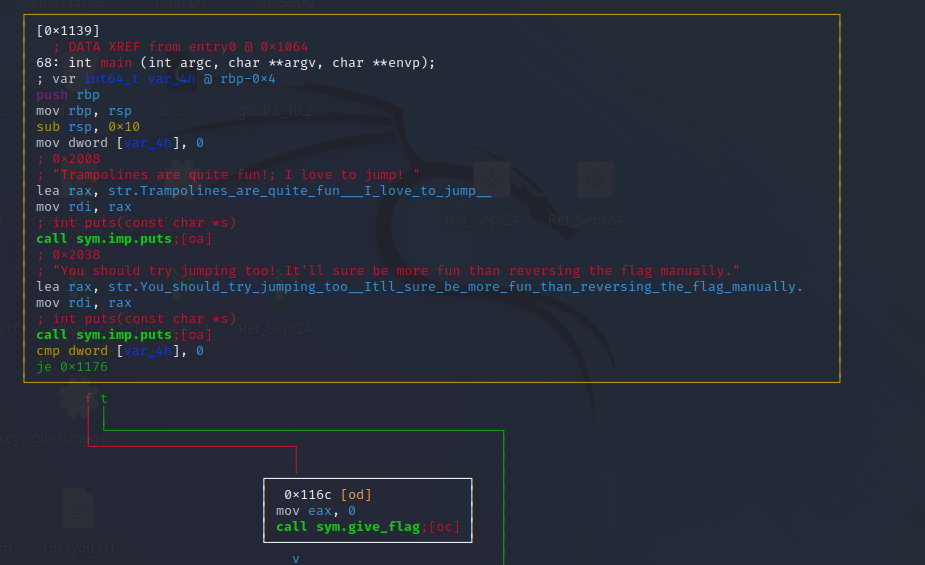 [0×1139]
; DATA XREF from entry0 @ 0×1064
68: int main (int argc, char **argv, char **envp);
; var int64_t var_4h @ rbp-0×4
push rbp
mov rbp, rsp
sub rsp, 0×10
mov dword [var_4h], 0
; 0×2008
; "Trampolines are quite fun!; I love to jump! "
lea rax, str.Trampolines_are_quite_fun___I_love_to_jump__
mov rdi, rax
; int puts(const char *s)
call sym.imp.puts;[oa]
; 0×2038
; "You should try jumping too! It'll sure be more fun than reversing the flag manually."
lea rax, str.You_should_try_jumping_too__Itll_sure_be_more_fun_than_reversing_the_flag_manually.
mov rdi, rax
; int puts(const char *s)
call sym.imp.puts;[oa]
cmp dword [var_4h], 0
je 0×1176
f t
0×116c [od]
mov eax, 0
call sym.give_flag;[oc]
v
Ret_Sept24... Ret_Sept24...
Ret_Sept24...
rockyou.txt